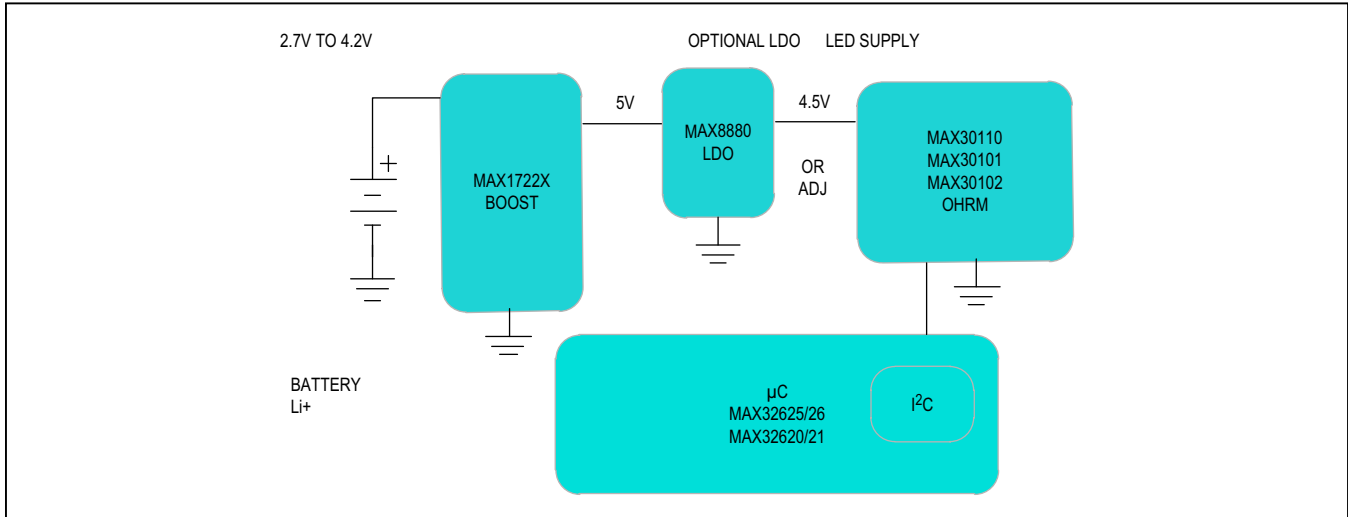 2.7V TO 4.2V
OPTIONAL LDO
LED SUPPLY
+
MAX1722X
BOOST
5V
MAX8880
LDO
4.5V
OR
ADJ
MAX30110
MAX30101
MAX30102
OHRM
BATTERY
Li+
µC
MAX32625/26
MAX32620/21
I²C